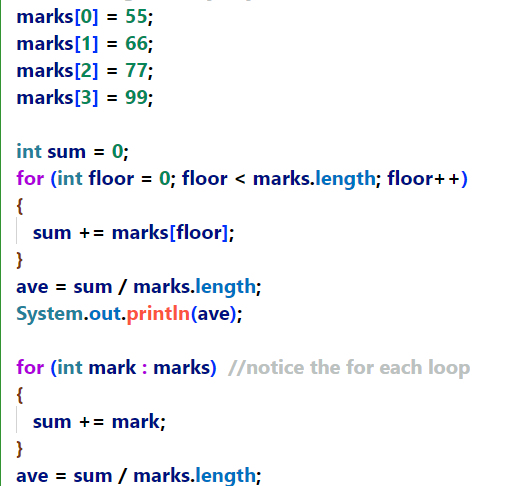 marks[0] = 55;
marks[1] = 66;
marks[2] = 77;
marks[3] = 99;
int sum = 0;
for (int floor = 0; floor < marks.length; floor++)
{
sum += marks[floor];
}
ave = sum / marks.length;
System.out.println(ave);
for (int mark : marks) //notice the for each loop
{
sum += mark;
}
ave = sum / marks.length;